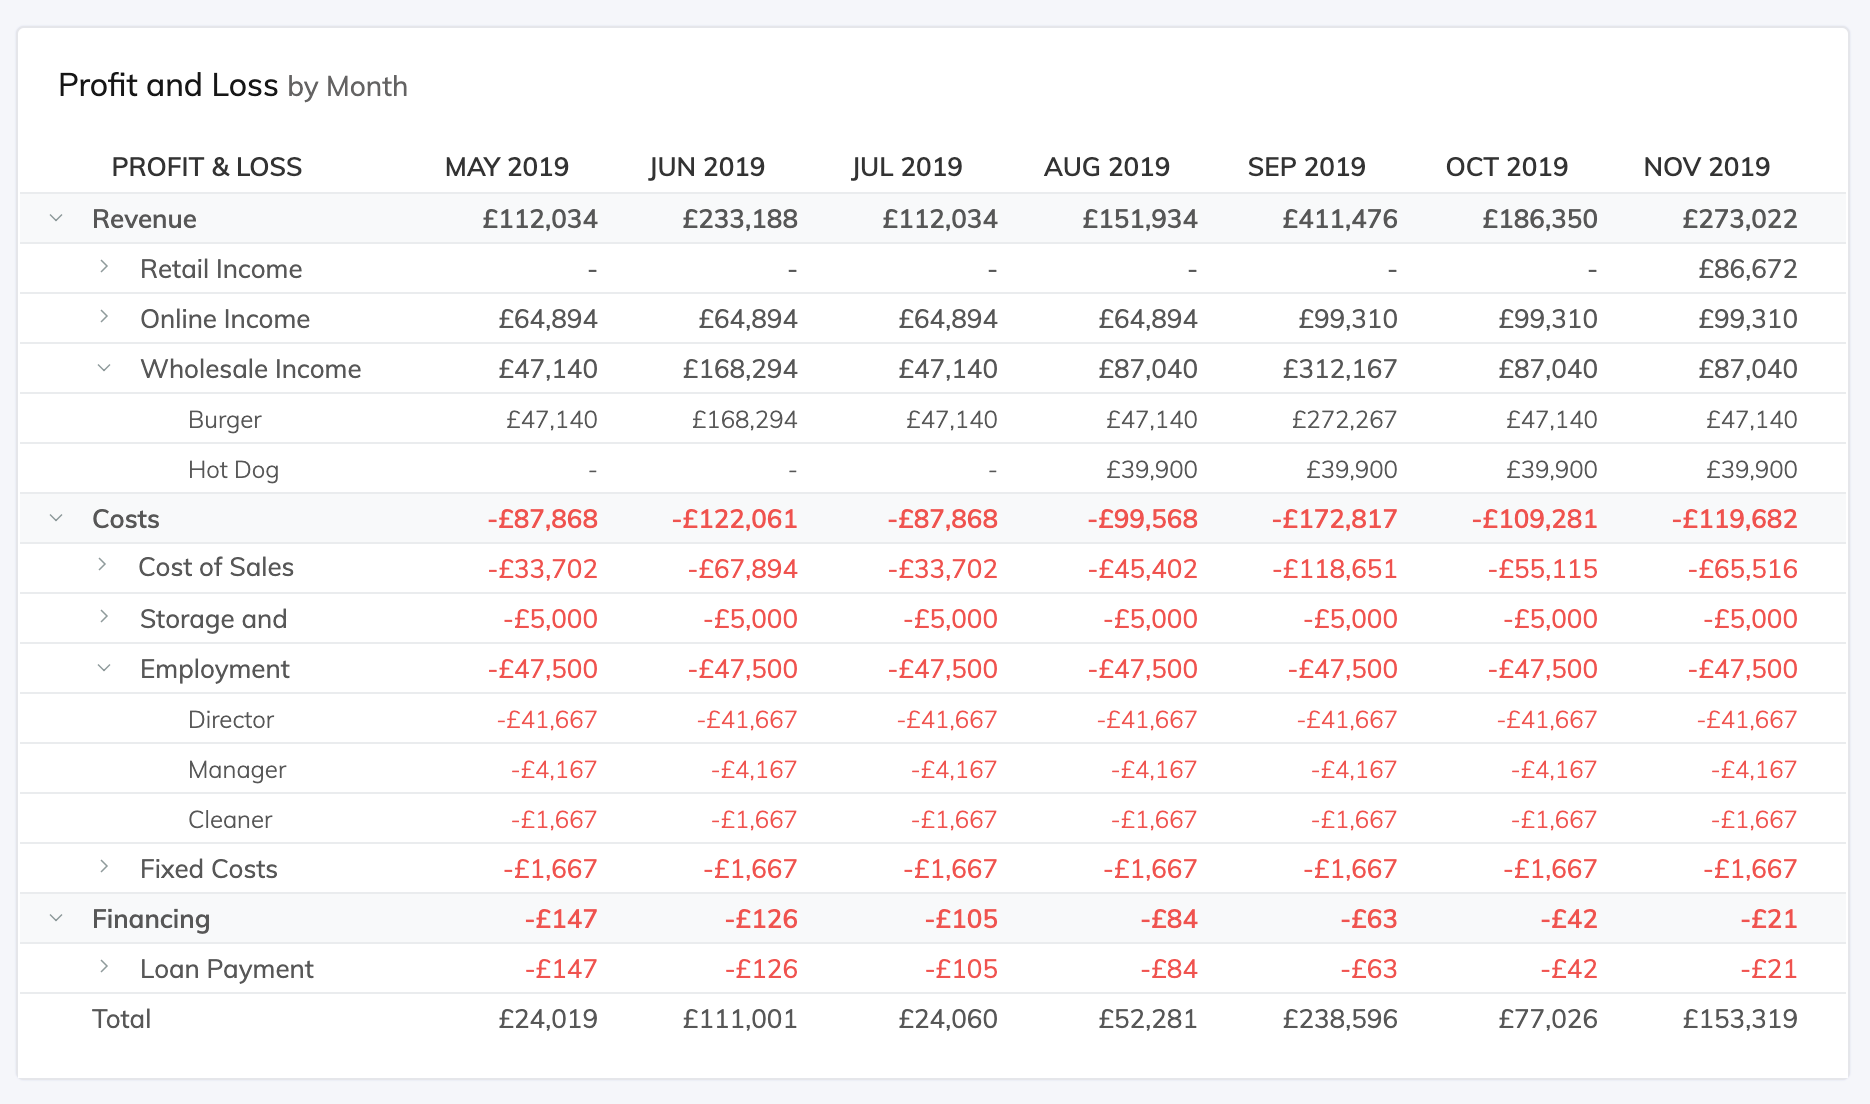 Profit and Loss by Month
PROFIT & LOSS MAY 2019 JUN 2019 JUL 2019 AUG 2019 SEP 2019 OCT 2019 NOV 2019
Revenue £112,034 £233,188 £112,034 £151,934 £411,476 £186,350 £273,022
Retail Income - - - - - - £86,672
Online Income £64,894 £64,894 £64,894 £64,894 £99,310 £99,310 £99,310
Wholesale Income £47,140 £168,294 £47,140 £87,040 £312,167 £87,040 £87,040
Burger £47,140 £168,294 £47,140 £47,140 £272,267 £47,140 £47,140
Hot Dog - - - £39,900 £39,900 £39,900 £39,900
Costs -£87,868 -£122,061 -£87,868 -£99,568 -£172,817 -£109,281 -£119,682
Cost of Sales -£33,702 -£67,894 -£33,702 -£45,402 -£118,651 -£55,115 -£65,516
Storage and -£5,000 -£5,000 -£5,000 -£5,000 -£5,000 -£5,000 -£5,000
Employment -£47,500 -£47,500 -£47,500 -£47,500 -£47,500 -£47,500 -£47,500
Director -£41,667 -£41,667 -£41,667 -£41,667 -£41,667 -£41,667 -£41,667
Manager -£4,167 -£4,167 -£4,167 -£4,167 -£4,167 -£4,167 -£4,167
Cleaner -£1,667 -£1,667 -£1,667 -£1,667 -£1,667 -£1,667 -£1,667
Fixed Costs -£1,667 -£1,667 -£1,667 -£1,667 -£1,667 -£1,667 -£1,667
Financing -£147 -£126 -£105 -£84 -£63 -£42 -£21
Loan Payment -£147 -£126 -£105 -£84 -£63 -£42 -£21
Total £24,019 £111,001 £24,060 £52,281 £238,596 £77,026 £153,319